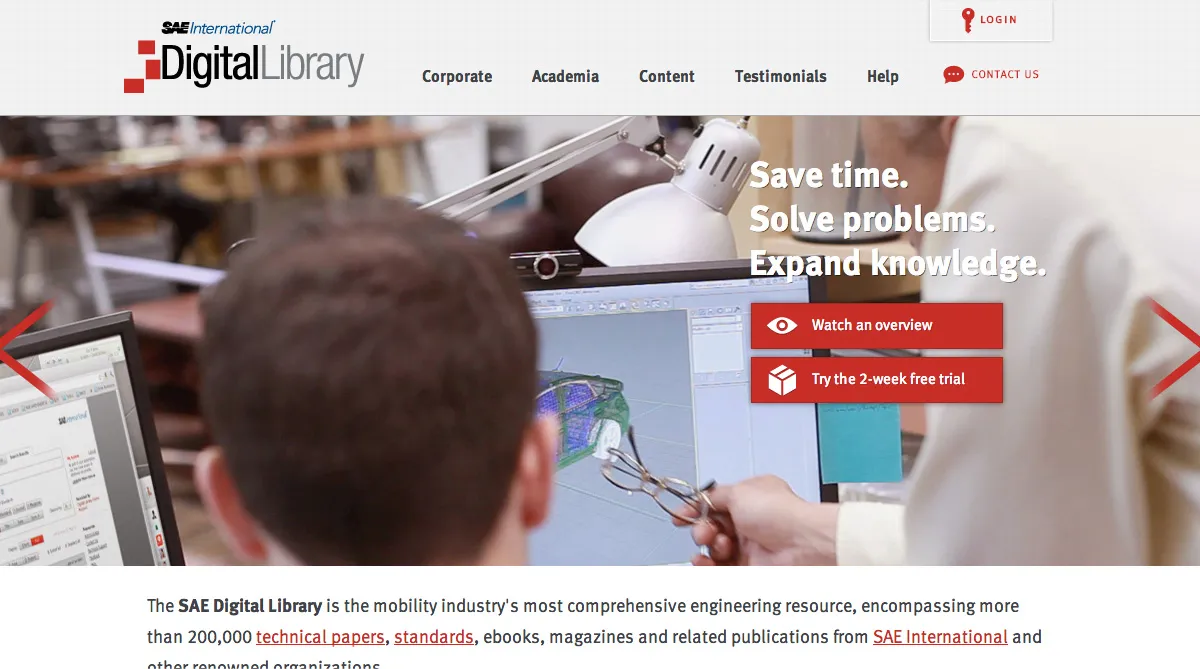 SAE International
DigitalLibrary
LOGIN
Corporate
Academia
Content
Testimonials
Help
CONTACT US
Save time.
Solve problems.
Expand knowledge.
Watch an overview
Try the 2-week free trial
SAE International
The SAE Digital Library is the mobility industry's most comprehensive engineering resource, encompassing more
than 200,000 technical papers, standards, ebooks, magazines and related publications from SAE International and
other renowned organizations.